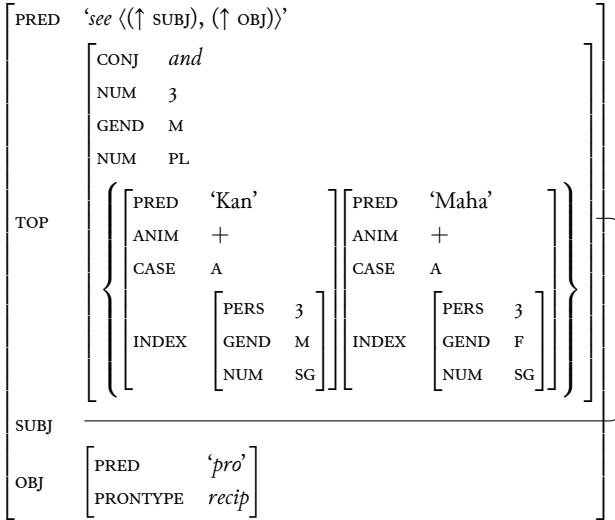 PRED ‘see ⟨(↑ SUBJ), (↑ OBJ)⟩’
CONJ and
NUM 3
GEND M
NUM PL
PRED ‘Kan’ PRED ‘Maha’
TOP ANIM + ANIM +
CASE A CASE A
PERS 3 PERS 3
INDEX GEND M INDEX GEND F
NUM SG NUM SG
SUBJ
PRED ‘pro’
OBJ
PRONTYPE recip